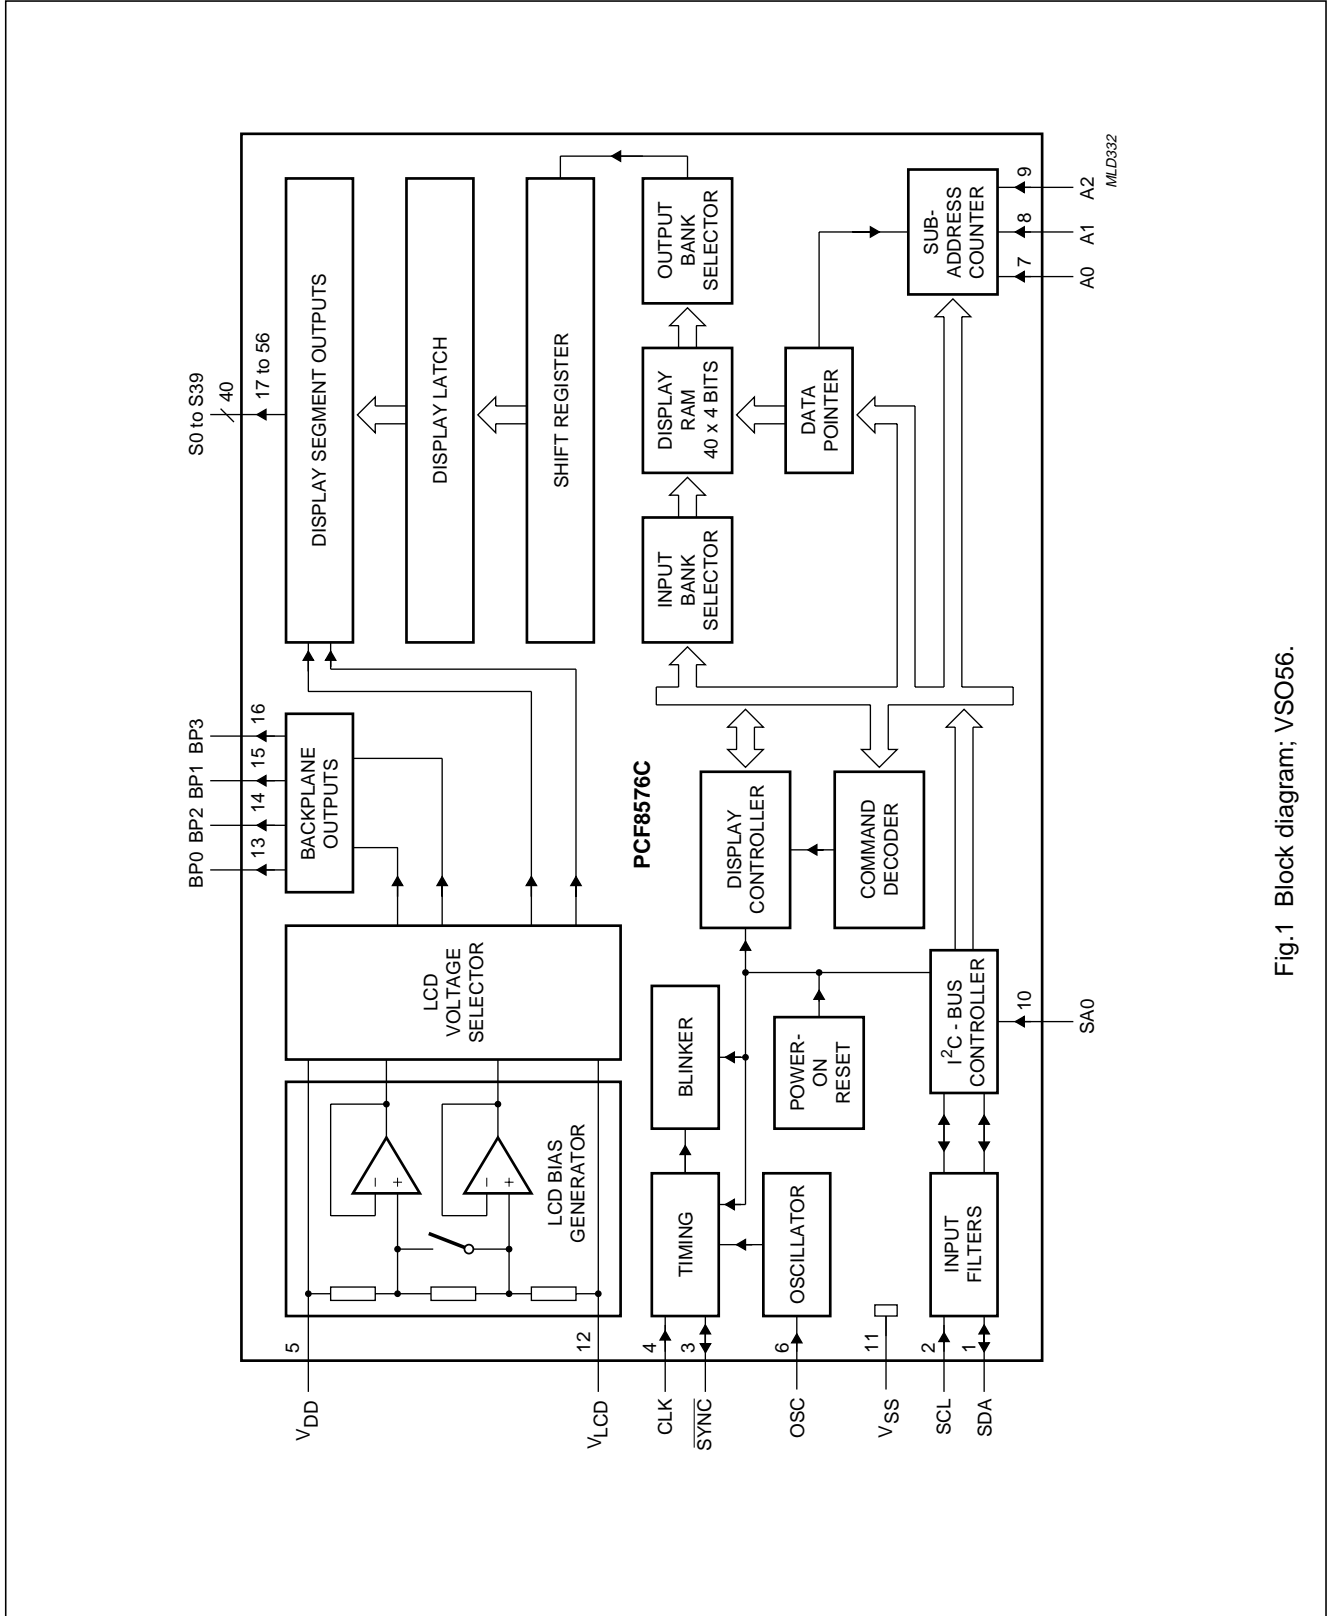 S0 to S39
40
17 to 56
BP0
BP2
BP1
BP3
13
14
15
16
DISPLAY SEGMENT OUTPUTS
BACKPLANE
OUTPUTS
VDD
5
LCD
VOLTAGE
SELECTOR
DISPLAY LATCH
−
+
−
+
LCD BIAS
GENERATOR
SHIFT REGISTER
VLCD
12
PCF8576C
CLK
4
SYNC
3
TIMING
BLINKER
DISPLAY
CONTROLLER
INPUT
BANK
SELECTOR
DISPLAY
RAM
40 x 4 BITS
OUTPUT
BANK
SELECTOR
OSC
6
OSCILLATOR
POWER-
ON
RESET
COMMAND
DECODER
DATA
POINTER
VSS
11
SCL
2
SDA
1
INPUT
FILTERS
I2C - BUS
CONTROLLER
SUB-
ADDRESS
COUNTER
10
SA0
7
8
9
A0
A1
A2
MLD332
Fig.1 Block diagram; VSO56.